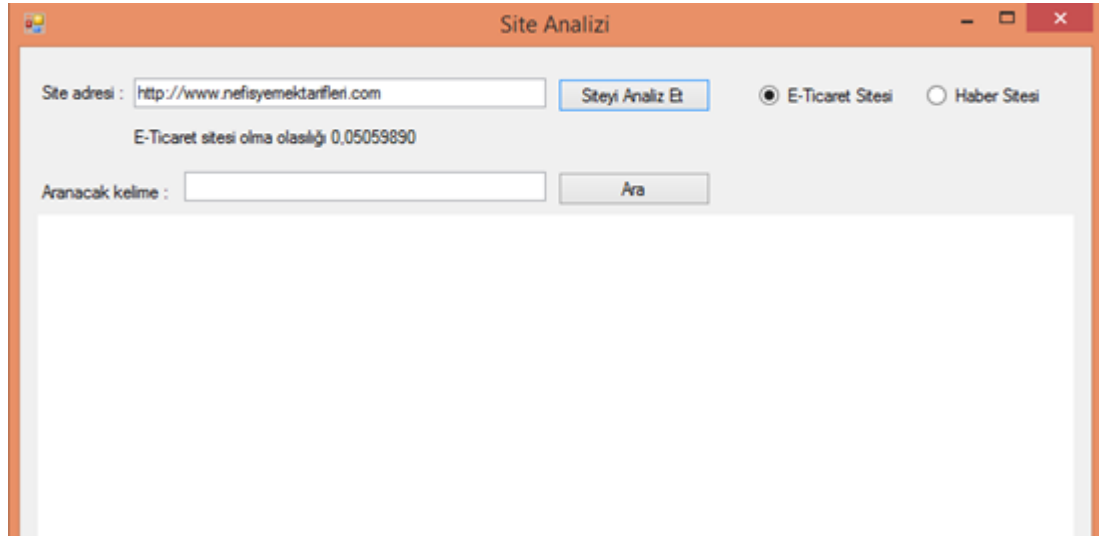 Site Analizi
Site adresi : http://www.nefisyemektarifleri.com Siteyi Analiz Et E-Ticaret Sitesi Haber Sitesi
E-Ticaret sitesi olma olasılığı 0,05059890
Aranacak kelime : Ara